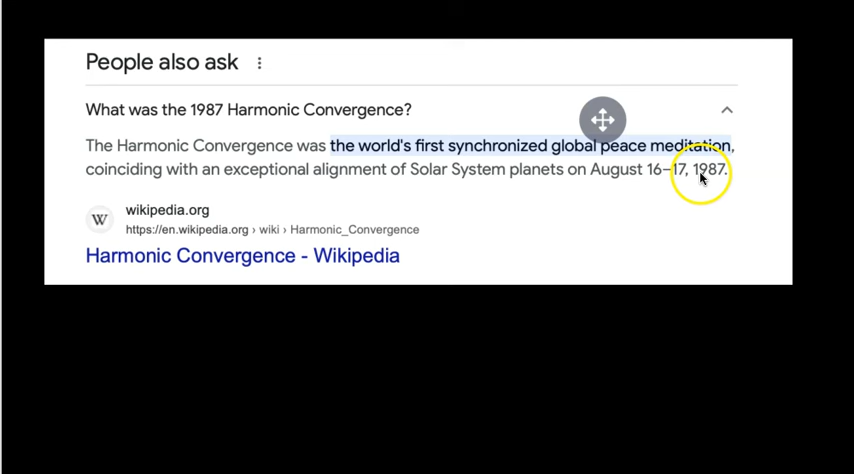 People also ask
What was the 1987 Harmonic Convergence?
The Harmonic Convergence was the world's first synchronized global peace meditation,
coinciding with an exceptional alignment of Solar System planets on August 16–17, 1987.
W
wikipedia.org
https://en.wikipedia.org › wiki › Harmonic_Convergence
Harmonic Convergence - Wikipedia